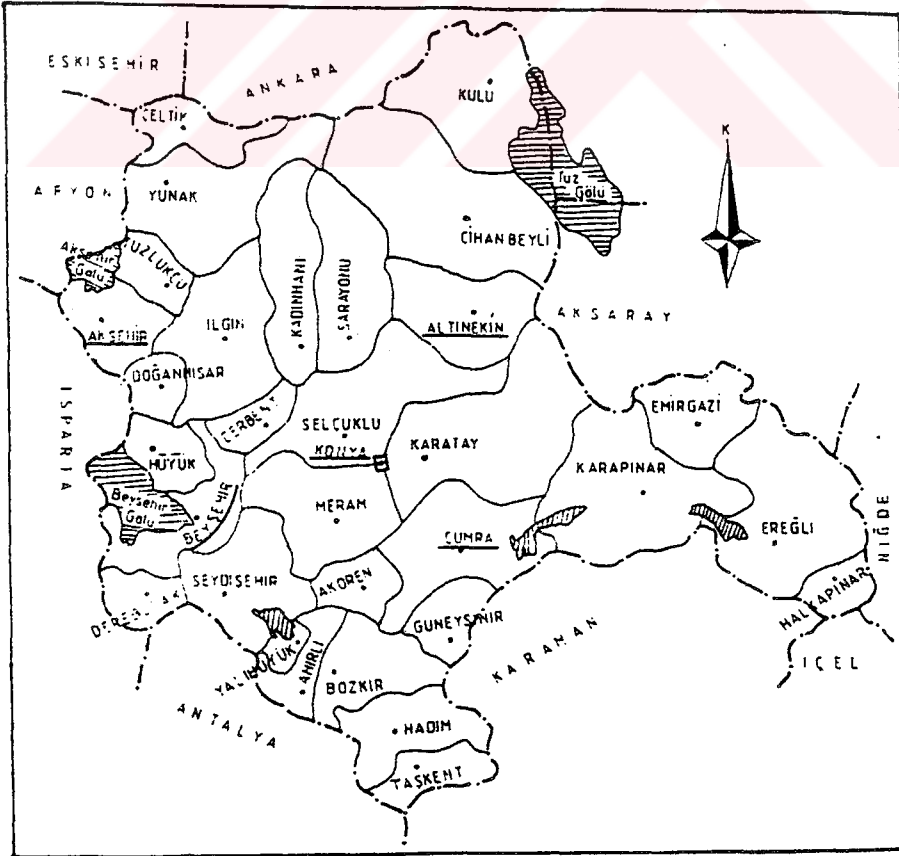 ESKİŞEHİR
ANKARA
KULU
ÇELTİK
K
AFYON
YUNAK
Tuz
Gölü
CİHANBEYLİ
TUZLUKÇU
Akşehir
Gölü
KADINHANI
SARAYÖNÜ
AKSARAY
ILGIN
ALTINEKİN
AKŞEHİR
DOĞANHİSAR
ISPARTA
EMİRGAZİ
DERBENT
SELÇUKLU
KONYA
KARATAY
HÜYÜK
KARAPINAR
Beyşehir
Gölü
BEYŞEHİR
MERAM
NİĞDE
ÇUMRA
EREĞLİ
SEYDİŞEHİR
AKÖREN
HALKAPINAR
GÜNEYSINIR
KARAMAN
YALIHÜYÜK
AHIRLI
BOZKIR
İÇEL
ANTALYA
HADIM
TAŞKENT